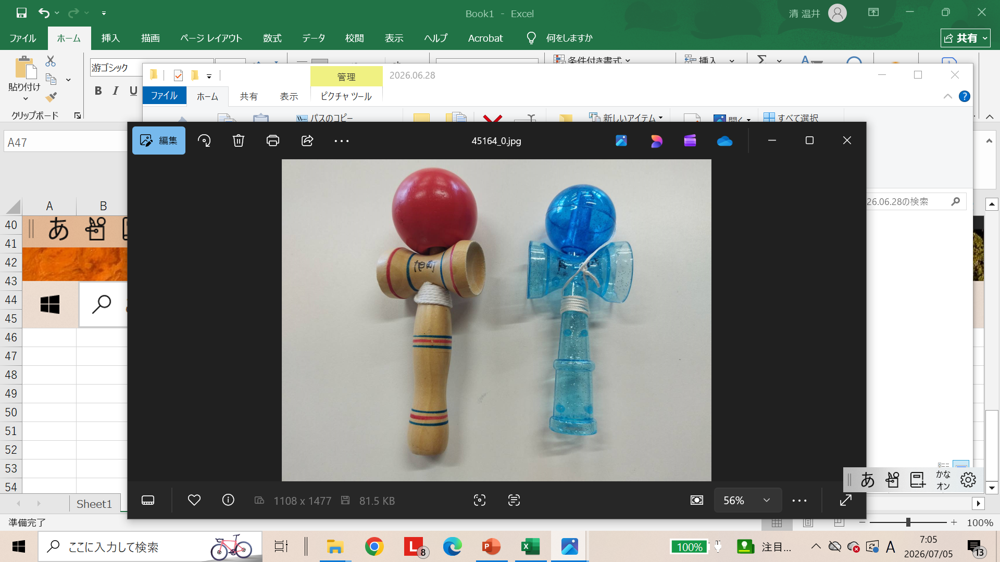 Book1 - Excel
清 温井
ファイル ホーム 挿入 描画 ページ レイアウト 数式 データ 校閲 表示 ヘルプ Acrobat 何をしますか
共有
貼り付け
クリップボード
游ゴシック
B I U
条件付き書式
挿入
管理
2026.06.28
ファイル ホーム 共有 表示 ピクチャ ツール
パスのコピー
新しいアイテム
開く
すべて選択
A47
編集
45164_0.jpg
26.06.28の検索
A B
40
41
42
43
44
45
46
47
48
49
50
51
52
53
54
あ
旭町
1108 x 1477
81.5 KB
56%
あ
かな
オン
Sheet1
準備完了
100%
ここに入力して検索
L
8
P
X
100%
注目...
A
7:05
2026/07/05
13